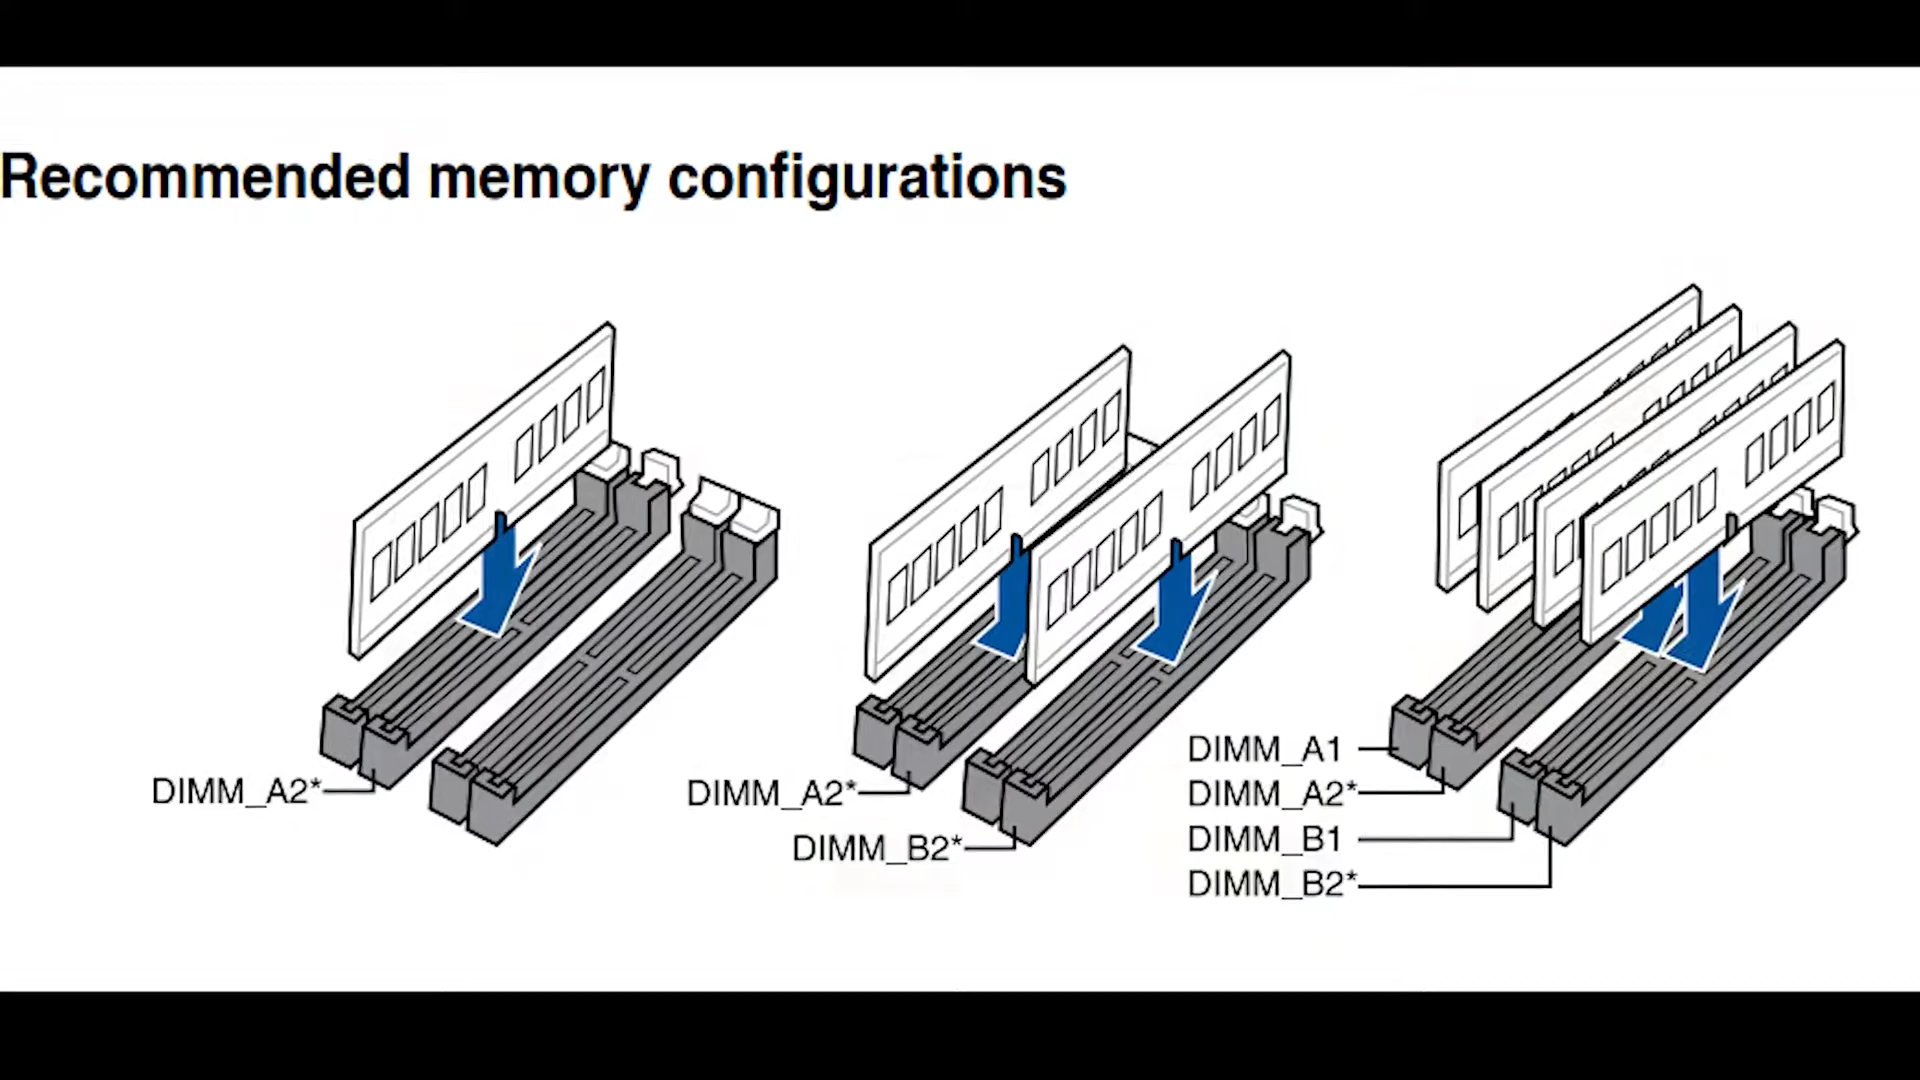 Recommended memory configurations
DIMM_A2*
DIMM_A2*
DIMM_B2*
DIMM_A1
DIMM_A2*
DIMM_B1
DIMM_B2*